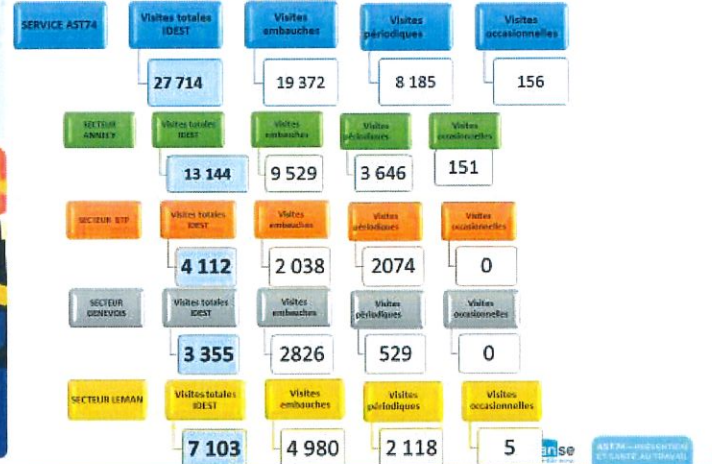 SERVICE AST74
Visites totales
IDEST
Visites
embauches
Visites
périodiques
Visites
occasionnelles
27 714
19 372
8 185
156
SECTEUR
ANNECY
Visites totales
IDEST
Visites
embauches
Visites
périodiques
Visites
occasionnelles
13 144
9 529
3 646
151
SECTEUR BTP
Visites totales
IDEST
Visites
embauches
Visites
périodiques
Visites
occasionnelles
4 112
2 038
2074
0
SECTEUR
GENEVOIS
Visites totales
IDEST
Visites
embauches
Visites
périodiques
Visites
occasionnelles
3 355
2826
529
0
SECTEUR LEMAN
Visites totales
IDEST
Visites
embauches
Visites
périodiques
Visites
occasionnelles
7 103
4 980
2 118
5
anse
AST74 – PRÉVENTION
ET SANTÉ AU TRAVAIL